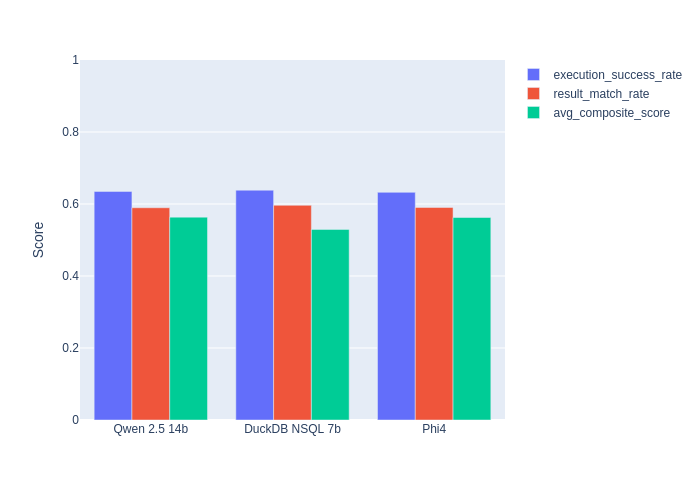 1
0.8
0.6
0.4
0.2
0
Score
Qwen 2.5 14b
DuckDB NSQL 7b
Phi4
execution_success_rate
result_match_rate
avg_composite_score